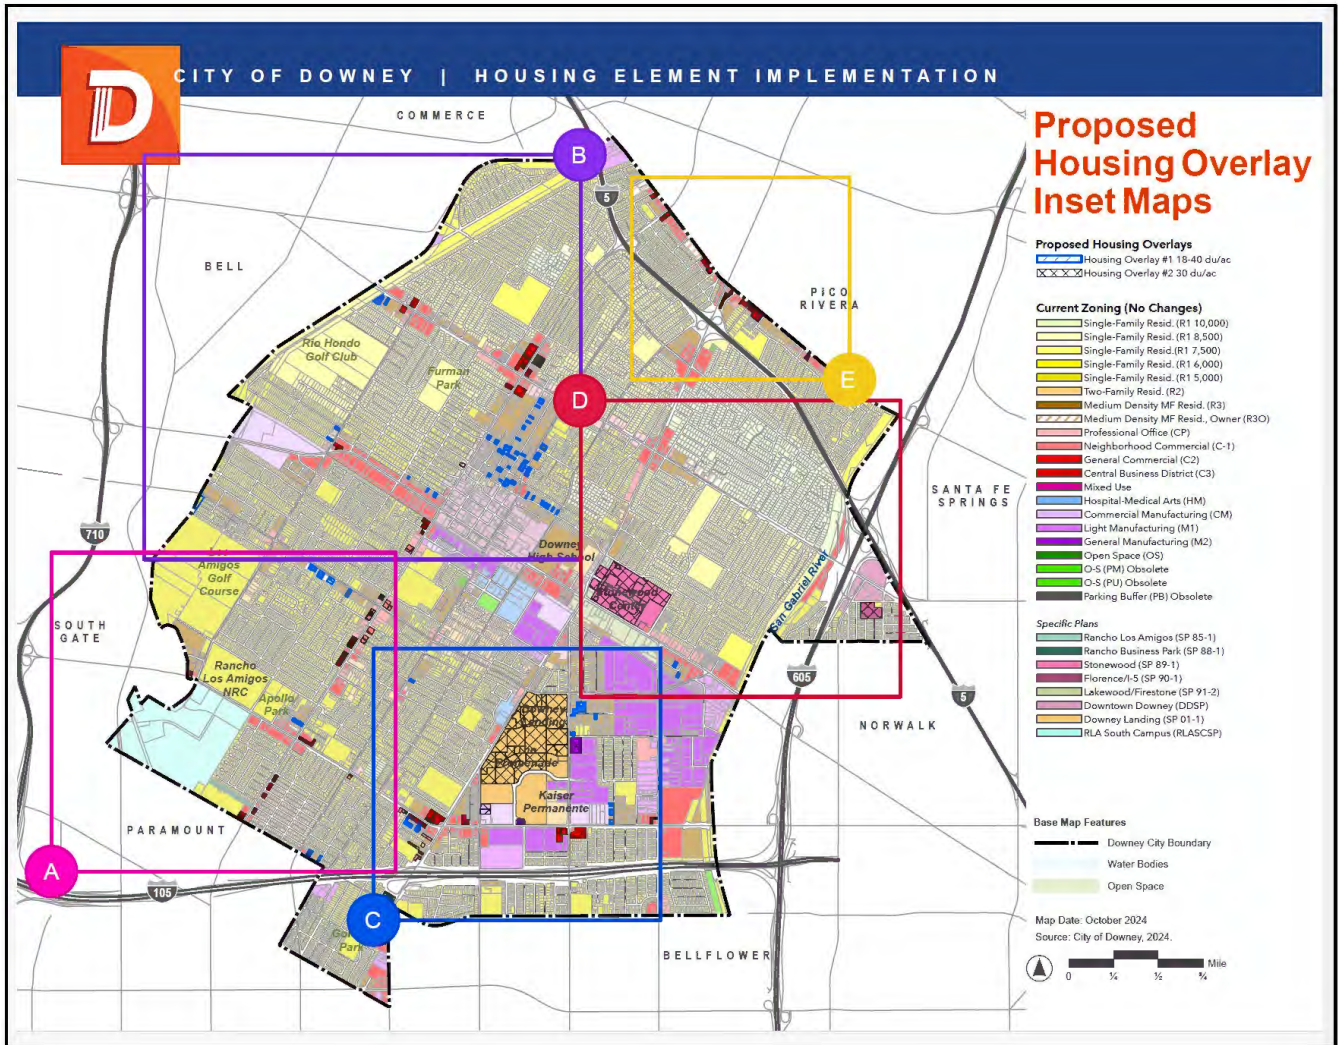 D
CITY OF DOWNEY | HOUSING ELEMENT IMPLEMENTATION
COMMERCE
B
5
BELL
PICO
RIVERA
Rio Hondo
Golf Club
Furman
Park
E
D
SANTA FE
SPRINGS
710
Downey
High School
Los
Amigos
Golf
Course
Stonewood
Center
San Gabriel River
SOUTH
GATE
Rancho
Los Amigos
NRC
Apollo
Park
605
5
NORWALK
Downey
Landing
Promenade
Kaiser
Permanente
PARAMOUNT
A
105
C
Park
BELLFLOWER
Proposed
Housing Overlay
Inset Maps
Proposed Housing Overlays
Housing Overlay #1 18-40 du/ac
Housing Overlay #2 30 du/ac
Current Zoning (No Changes)
Single-Family Resid. (R1 10,000)
Single-Family Resid. (R1 8,500)
Single-Family Resid.(R1 7,500)
Single-Family Resid. (R1 6,000)
Single-Family Resid. (R1 5,000)
Two-Family Resid. (R2)
Medium Density MF Resid. (R3)
Medium Density MF Resid., Owner (R3O)
Professional Office (CP)
Neighborhood Commercial (C-1)
General Commercial (C2)
Central Business District (C3)
Mixed Use
Hospital-Medical Arts (HM)
Commercial Manufacturing (CM)
Light Manufacturing (M1)
General Manufacturing (M2)
Open Space (OS)
O-S (PM) Obsolete
O-S (PU) Obsolete
Parking Buffer (PB) Obsolete
Specific Plans
Rancho Los Amigos (SP 85-1)
Rancho Business Park (SP 88-1)
Stonewood (SP 89-1)
Florence/I-5 (SP 90-1)
Lakewood/Firestone (SP 91-2)
Downtown Downey (DDSP)
Downey Landing (SP 01-1)
RLA South Campus (RLASCSP)
Base Map Features
Downey City Boundary
Water Bodies
Open Space
Map Date: October 2024
Source: City of Downey, 2024.
Mile
0 ¼ ½ ¾